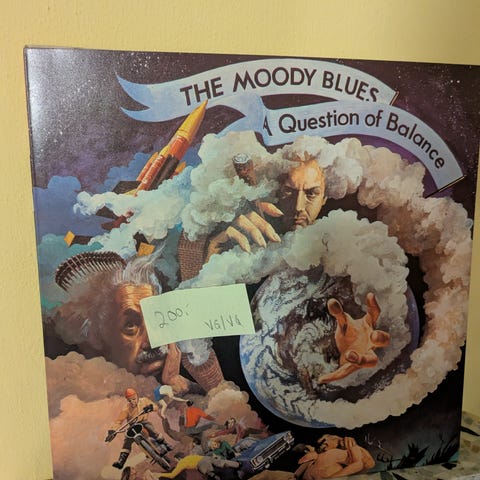 THE MOODY BLUES
A Question of Balance
200:-
VG/VG